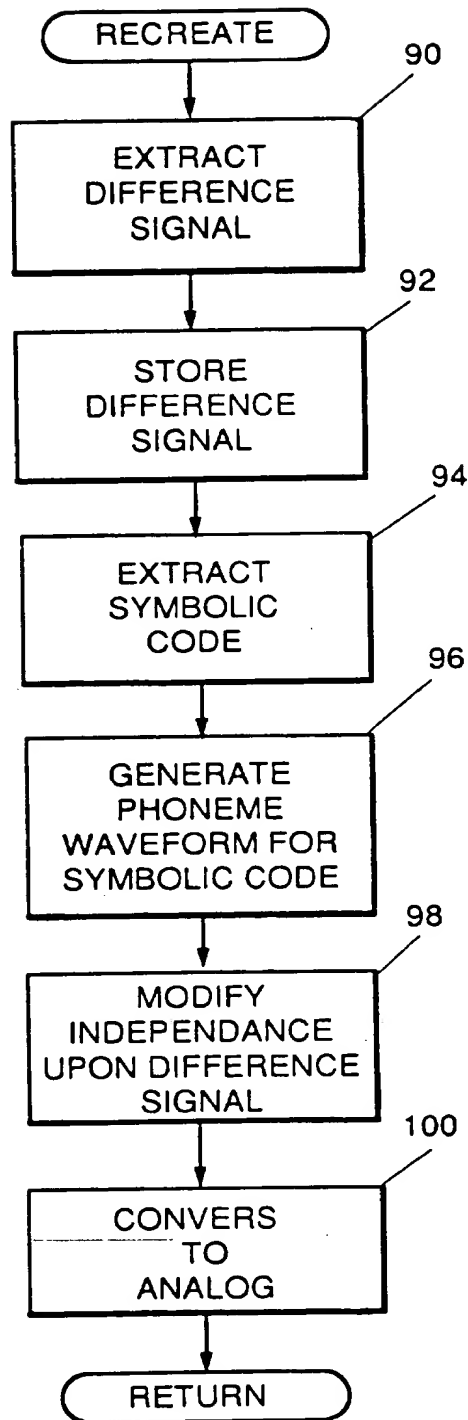 RECREATE
90
EXTRACT
DIFFERENCE
SIGNAL
92
STORE
DIFFERENCE
SIGNAL
94
EXTRACT
SYMBOLIC
CODE
96
GENERATE
PHONEME
WAVEFORM FOR
SYMBOLIC CODE
98
MODIFY
INDEPENDANCE
UPON DIFFERENCE
SIGNAL
100
CONVERS
TO
ANALOG
RETURN